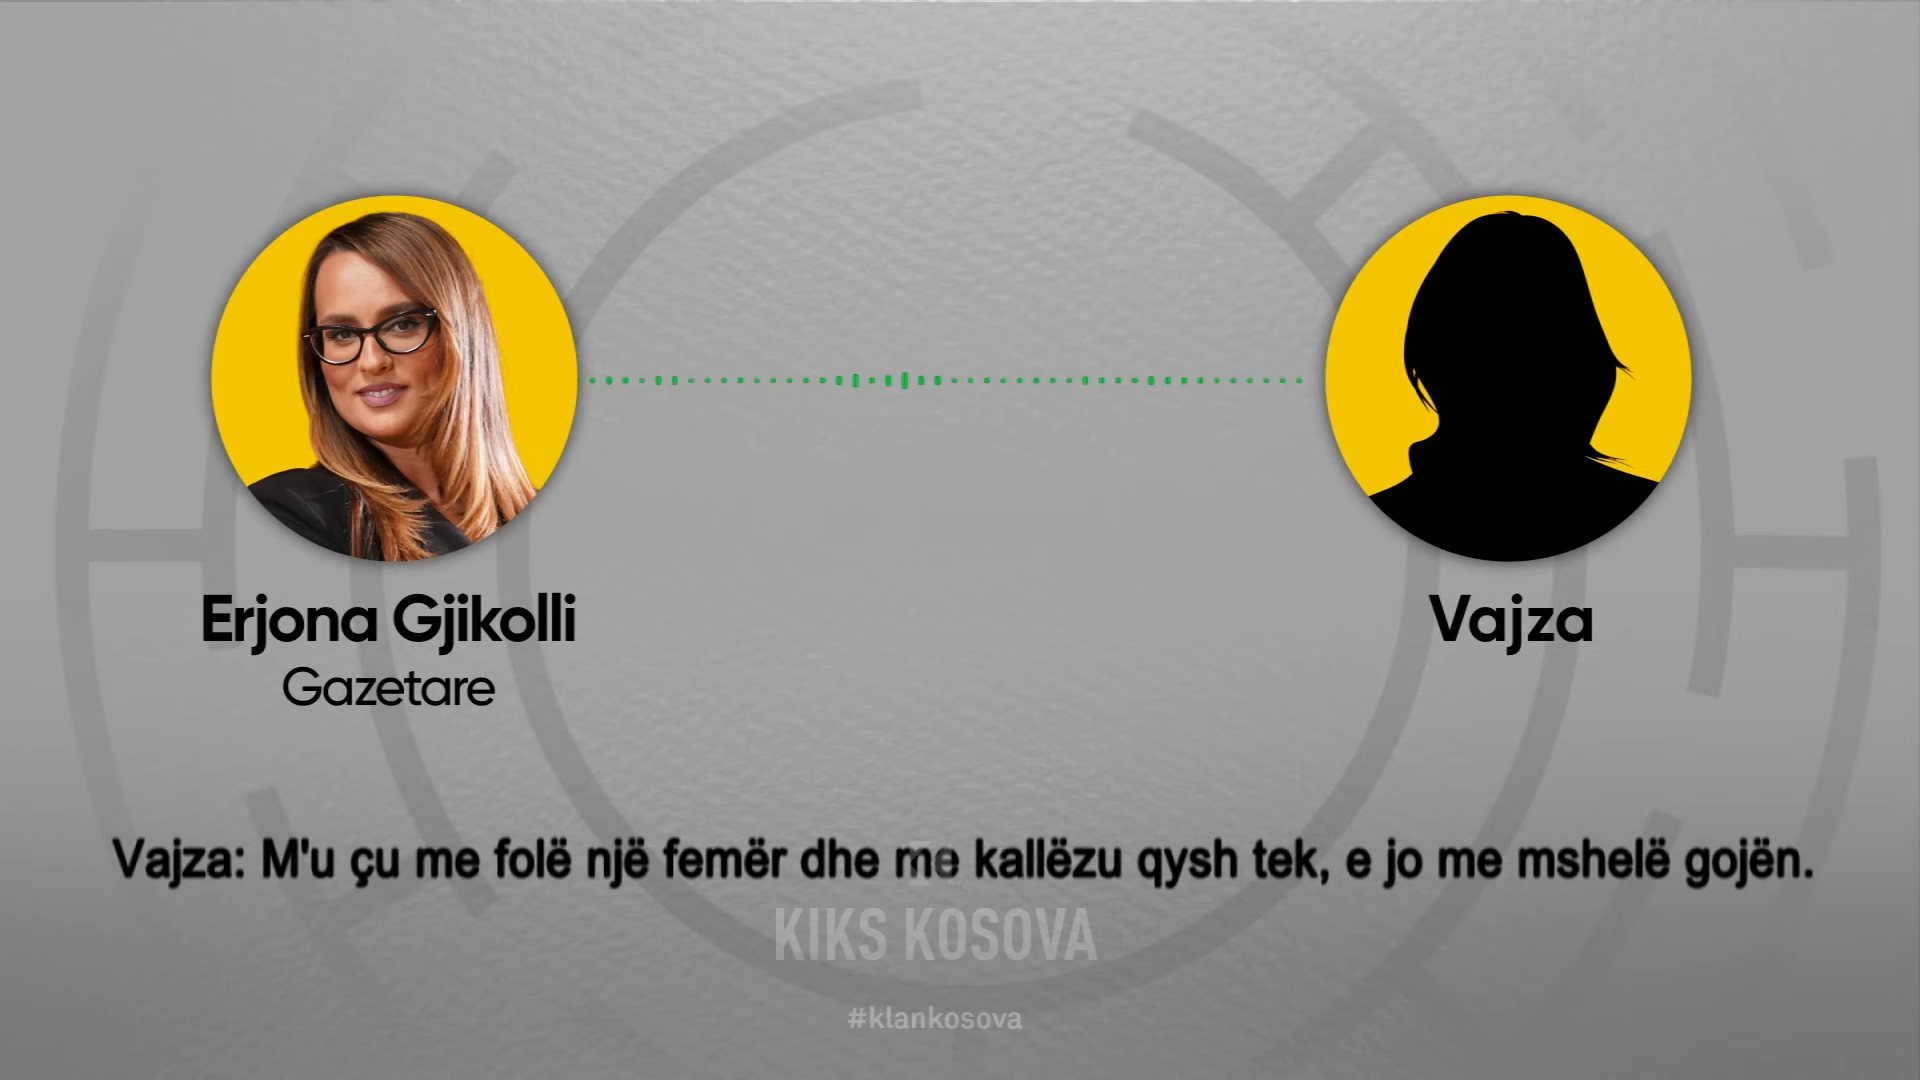 Erjona Gjikolli
Gazetare
Vajza
Vajza: M'u çu me folë një femër dhe me kallëzu qysh tek, e jo me mshelë gojën.
KIKS KOSOVA
#klankosova